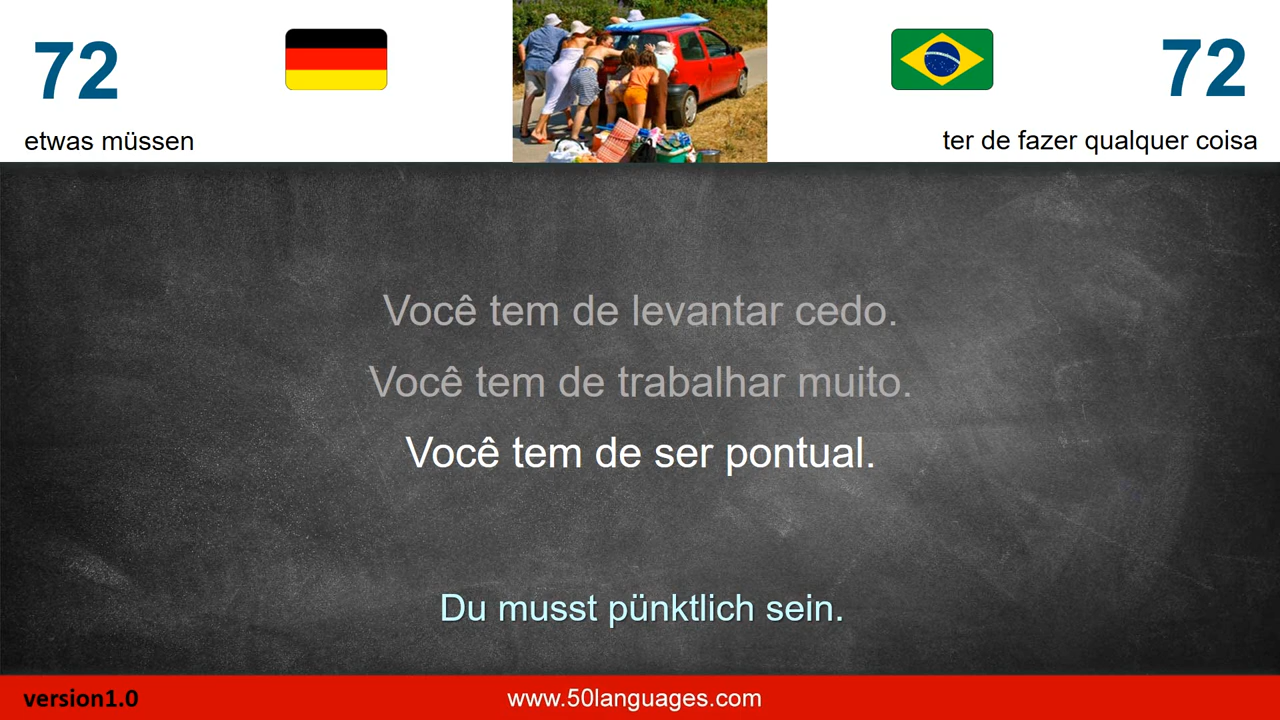 72
72
etwas müssen
ter de fazer qualquer coisa
Você tem de levantar cedo.
Você tem de trabalhar muito.
Você tem de ser pontual.
Du musst pünktlich sein.
version1.0
www.50languages.com